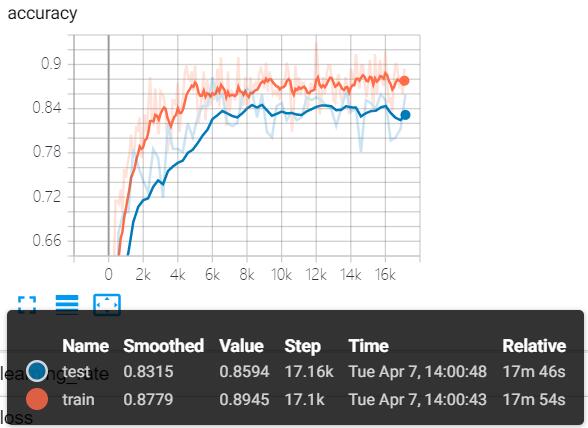 accuracy
0.9
0.84
0.78
0.72
0.66
0 2k 4k 6k 8k 10k 12k 14k 16k
Name Smoothed Value Step Time Relative
learning_rate
test 0.8315 0.8594 17.16k Tue Apr 7, 14:00:48 17m 46s
train 0.8779 0.8945 17.1k Tue Apr 7, 14:00:43 17m 54s
loss